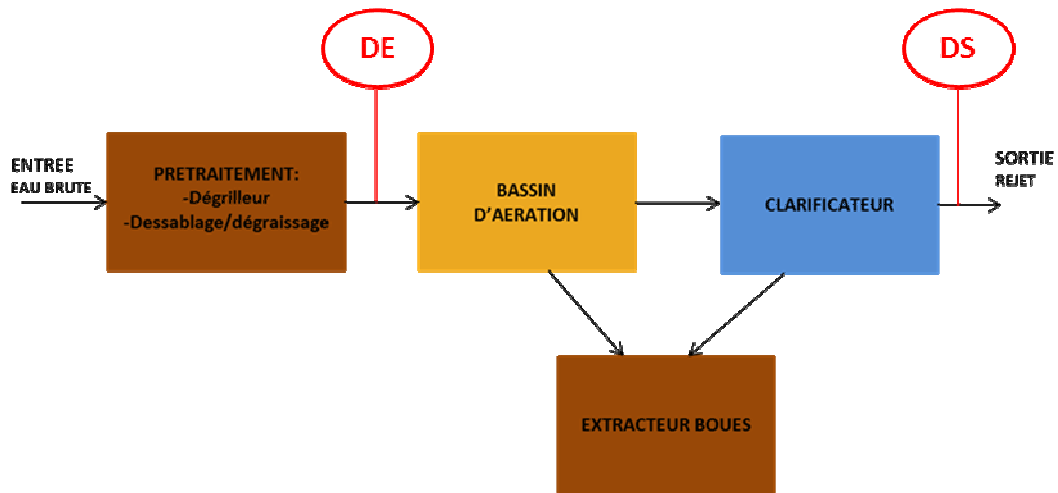 DE
DS
ENTREE
EAU BRUTE
PRETRAITEMENT:
-Dégrilleur
-Dessablage/dégraissage
BASSIN
D'AERATION
CLARIFICATEUR
SORTIE
REJET
EXTRACTEUR BOUES